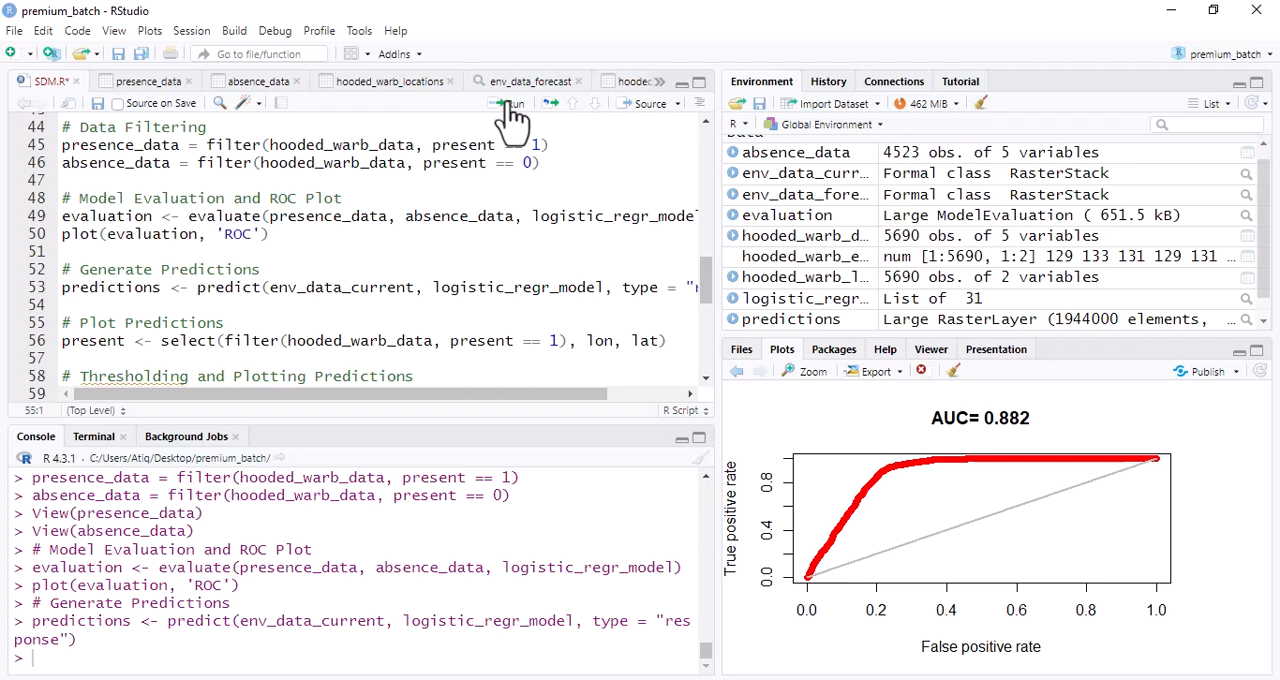 premium_batch - RStudio
File Edit Code View Plots Session Build Debug Profile Tools Help
Go to file/function Addins premium_batch
SDM.R* presence_data absence_data hooded_warb_locations env_data_forecast hoodec
Source on Save Source
44 # Data Filtering
45 presence_data = filter(hooded_warb_data, present 1)
46 absence_data = filter(hooded_warb_data, present == 0)
47
48 # Model Evaluation and ROC Plot
49 evaluation <- evaluate(presence_data, absence_data, logistic_regr_model
50 plot(evaluation, 'ROC')
51
52 # Generate Predictions
53 predictions <- predict(env_data_current, logistic_regr_model, type = "
54
55 # Plot Predictions
56 present <- select(filter(hooded_warb_data, present == 1), lon, lat)
57
58 # Thresholding and Plotting Predictions
59
55:1 (Top Level) R Script
Console Terminal Background Jobs
R 4.3.1 · C:/Users/Atiq/Desktop/premium_batch/
> presence_data = filter(hooded_warb_data, present == 1)
> absence_data = filter(hooded_warb_data, present == 0)
> View(presence_data)
> View(absence_data)
> # Model Evaluation and ROC Plot
> evaluation <- evaluate(presence_data, absence_data, logistic_regr_model)
> plot(evaluation, 'ROC')
> # Generate Predictions
> predictions <- predict(env_data_current, logistic_regr_model, type = "res
ponse")
>
Environment History Connections Tutorial
Import Dataset 462 MiB List
R Global Environment
absence_data 4523 obs. of 5 variables
env_data_curr… Formal class RasterStack
env_data_fore… Formal class RasterStack
evaluation Large ModelEvaluation ( 651.5 kB)
hooded_warb_d… 5690 obs. of 5 variables
hooded_warb_e… num [1:5690, 1:2] 129 133 131 129 131 …
hooded_warb_l… 5690 obs. of 2 variables
logistic_regr… List of 31
predictions Large RasterLayer (1944000 elements, …
Files Plots Packages Help Viewer Presentation
Zoom Export Publish
AUC= 0.882
True positive rate
0.8
0.4
0.0
0.0 0.2 0.4 0.6 0.8 1.0
False positive rate